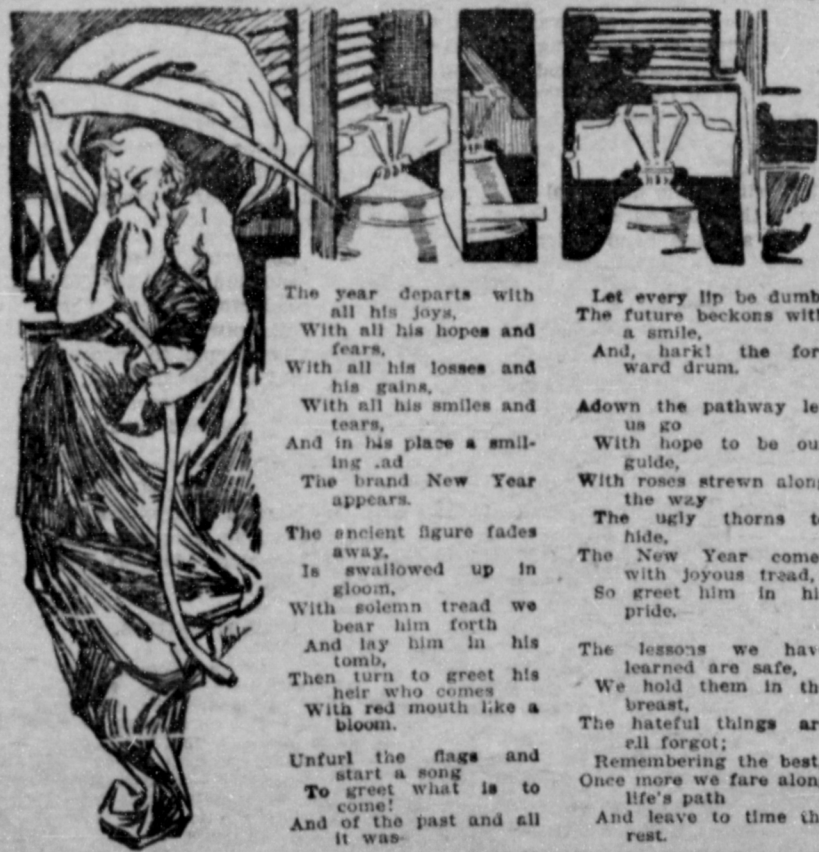 The year departs with
all his joys,
With all his hopes and
fears,
With all his losses and
his gains,
With all his smiles and
tears,
And in his place a smil-
ing .ad
The brand New Year
appears.
The ancient figure fades
away,
Is swallowed up in
gloom,
With solemn tread we
bear him forth
And lay him in his
tomb,
Then turn to greet his
heir who comes
With red mouth like a
bloom.
Unfurl the flags and
start a song
To greet what is to
come!
And of the past and all
it was
Let every lip be dumb
The future beckons with
a smile,
And, hark! the for
ward drum.
Adown the pathway le
us go
With hope to be ou
guide,
With roses strewn along
the way
The ugly thorns t
hide,
The New Year come
with joyous tread,
So greet him in hi
pride.
The lessons we hav
learned are safe,
We hold them in th
breast,
The hateful things ar
all forgot;
Remembering the best
Once more we fare alon
life's path
And leave to time th
rest.